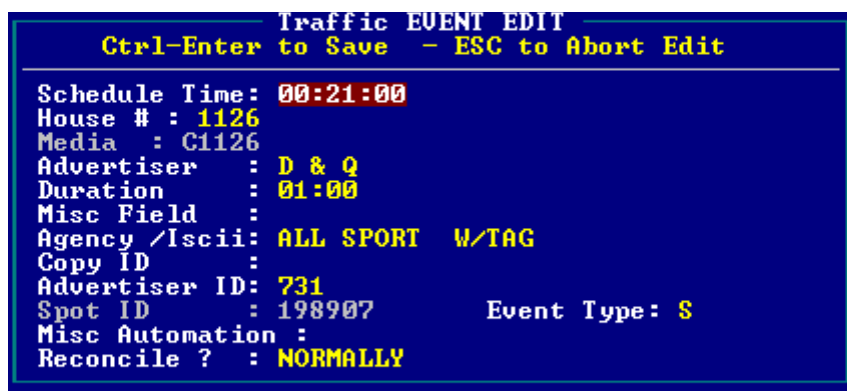 Traffic EVENT EDIT
Ctrl-Enter to Save - ESC to Abort Edit
Schedule Time: 00:21:00
House # : 1126
Media : C1126
Advertiser : D & Q
Duration : 01:00
Misc Field :
Agency /Iscii: ALL SPORT W/TAG
Copy ID :
Advertiser ID: 731
Spot ID : 198907 Event Type: S
Misc Automation :
Reconcile ? : NORMALLY